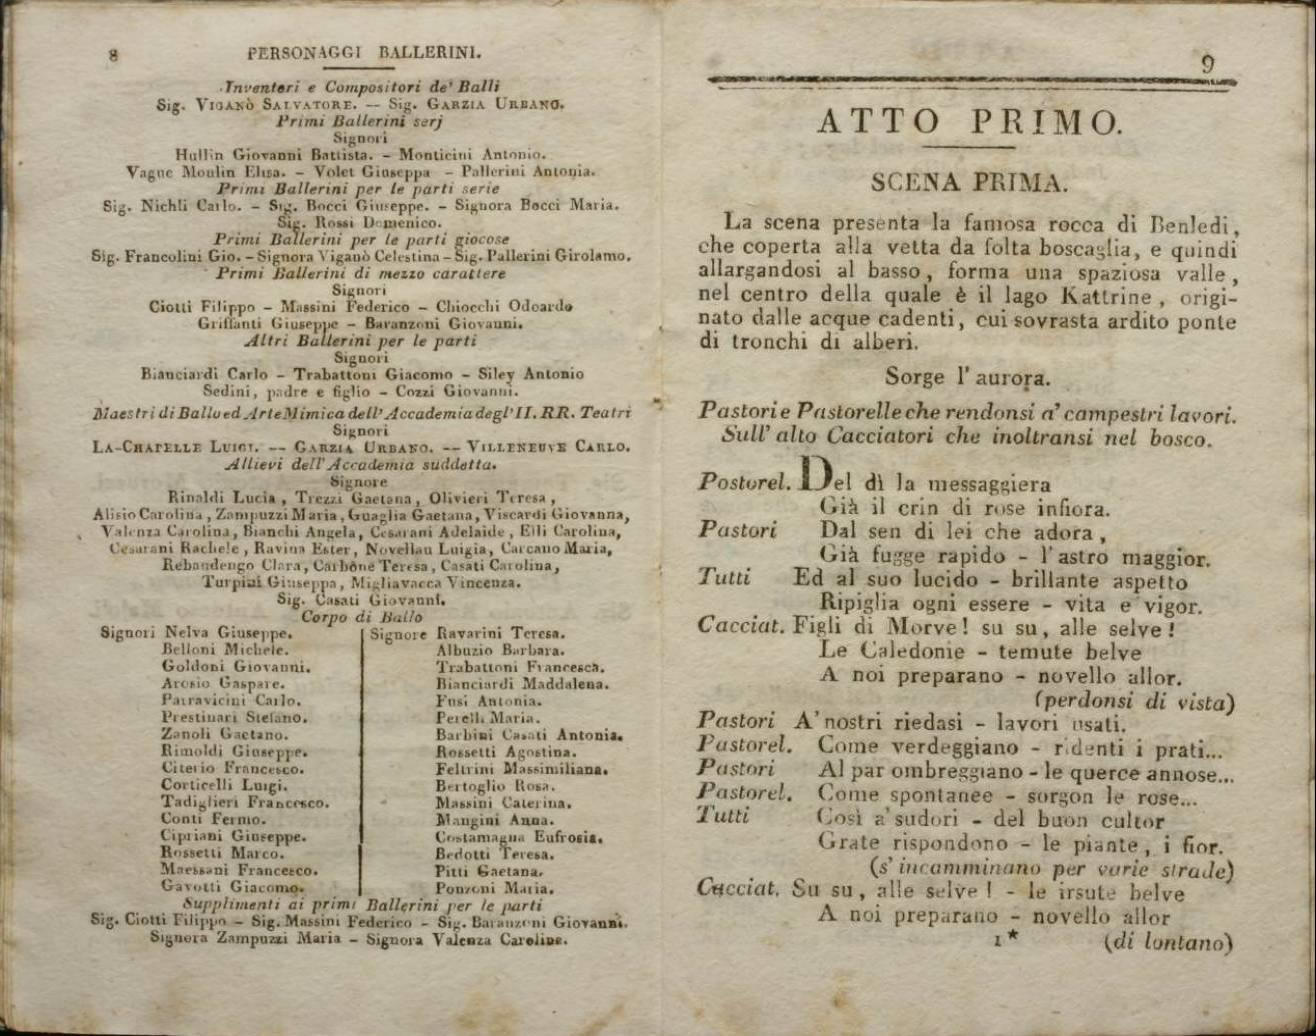 8
PERSONAGGI BALLERINI.
Inventori e Compositori de' Balli
Sig. VIGANÒ SALVATORE. -- Sig. GARZIA URBANO.
Primi Ballerini serj
Signori
Hullin Giovanni Battista. - Monticini Antonio.
Vague Moulin Elisa. - Volet Giuseppa - Pallerini Antonia.
Primi Ballerini per le parti serie
Sig. Nichli Carlo. - Sig. Bocci Giuseppe. - Signora Bocci Maria.
Sig. Rossi Domenico.
Primi Ballerini per le parti giocose
Sig. Francolini Gio. - Signora Viganò Celestina - Sig. Pallerini Girolamo.
Primi Ballerini di mezzo carattere
Signori
Ciotti Filippo - Massini Federico - Chiocchi Odoardo
Griffanti Giuseppe - Baranzoni Giovanni.
Altri Ballerini per le parti
Signori
Bianciardi Carlo - Trabattoni Giacomo - Siley Antonio
Sedini, padre e figlio - Cozzi Giovanni.
Maestri di Ballo ed Arte Mimica dell' Accademia degl' II. RR. Teatri
Signori
LA-CHAPELLE LUIGI. -- GARZIA URBANO. -- VILLENEUVE CARLO.
Allievi dell' Accademia suddetta.
Signore
Rinaldi Lucia, Trezzi Gaetana, Olivieri Teresa,
Alisio Carolina, Zampuzzi Maria, Guaglia Gaetana, Viscardi Giovanna,
Valenza Carolina, Bianchi Angela, Cesarani Adelaide, Elli Carolina,
Cesarani Rachele, Ravina Ester, Novellau Luigia, Carcano Maria,
Rebaudengo Clara, Carbône Teresa, Casati Carolina,
Turpini Giuseppa, Migliavacca Vincenza.
Sig. Casati Giovanni.
Corpo di Ballo
Signori Nelva Giuseppe.
Belloni Michele.
Goldoni Giovanni.
Arosio Gaspare.
Parravicini Carlo.
Prestinari Stefano.
Zanoli Gaetano.
Rimoldi Giuseppe.
Citerio Francesco.
Corticelli Luigi.
Tadiglieri Francesco.
Conti Fermo.
Cipriani Giuseppe.
Rossetti Marco.
Maessani Francesco.
Gavotti Giacomo.
Signore Ravarini Teresa.
Albuzio Barbara.
Trabattoni Francesca.
Bianciardi Maddalena.
Fusi Antonia.
Perelli Maria.
Barbini Casati Antonia.
Rossetti Agostina.
Feltrini Massimiliana.
Bertoglio Rosa.
Massini Caterina.
Mangini Anna.
Costamagna Eufrosia.
Bedotti Teresa.
Pitti Gaetana.
Ponzoni Maria.
Supplimenti ai primi Ballerini per le parti
Sig. Ciotti Filippo - Sig. Massini Federico - Sig. Baranzoni Giovanni.
Signora Zampuzzi Maria - Signora Valenza Caroline.
9
ATTO PRIMO.
SCENA PRIMA.
La scena presenta la famosa rocca di Benledi,
che coperta alla vetta da folta boscaglia, e quindi
allargandosi al basso, forma una spaziosa valle,
nel centro della quale è il lago Kattrine, origi-
nato dalle acque cadenti, cui sovrasta ardito ponte
di tronchi di alberi.
Sorge l' aurora.
Pastori e Pastorelle che rendonsi a' campestri lavori.
Sull' alto Cacciatori che inoltransi nel bosco.
Pastorel. Del dì la messaggiera
Già il crin di rose infiora.
Pastori Dal sen di lei che adora,
Già fugge rapido - l' astro maggior.
Tutti Ed al suo lucido - brillante aspetto
Ripiglia ogni essere - vita e vigor.
Cacciat. Figli di Morve! su su, alle selve!
Le Caledonie - temute belve
A noi preparano - novello allor.
(perdonsi di vista)
Pastori A' nostri riedasi - lavori usati.
Pastorel. Come verdeggiano - ridenti i prati...
Pastori Al par ombreggiano - le querce annose...
Pastorel. Come spontanee - sorgon le rose...
Tutti Così a' sudori - del buon cultor
Grate rispondono - le piante, i fior.
(s' incamminano per varie strade)
Cacciat. Su su, alle selve! - le irsute belve
A noi preparano - novello allor
1* (di lontano)